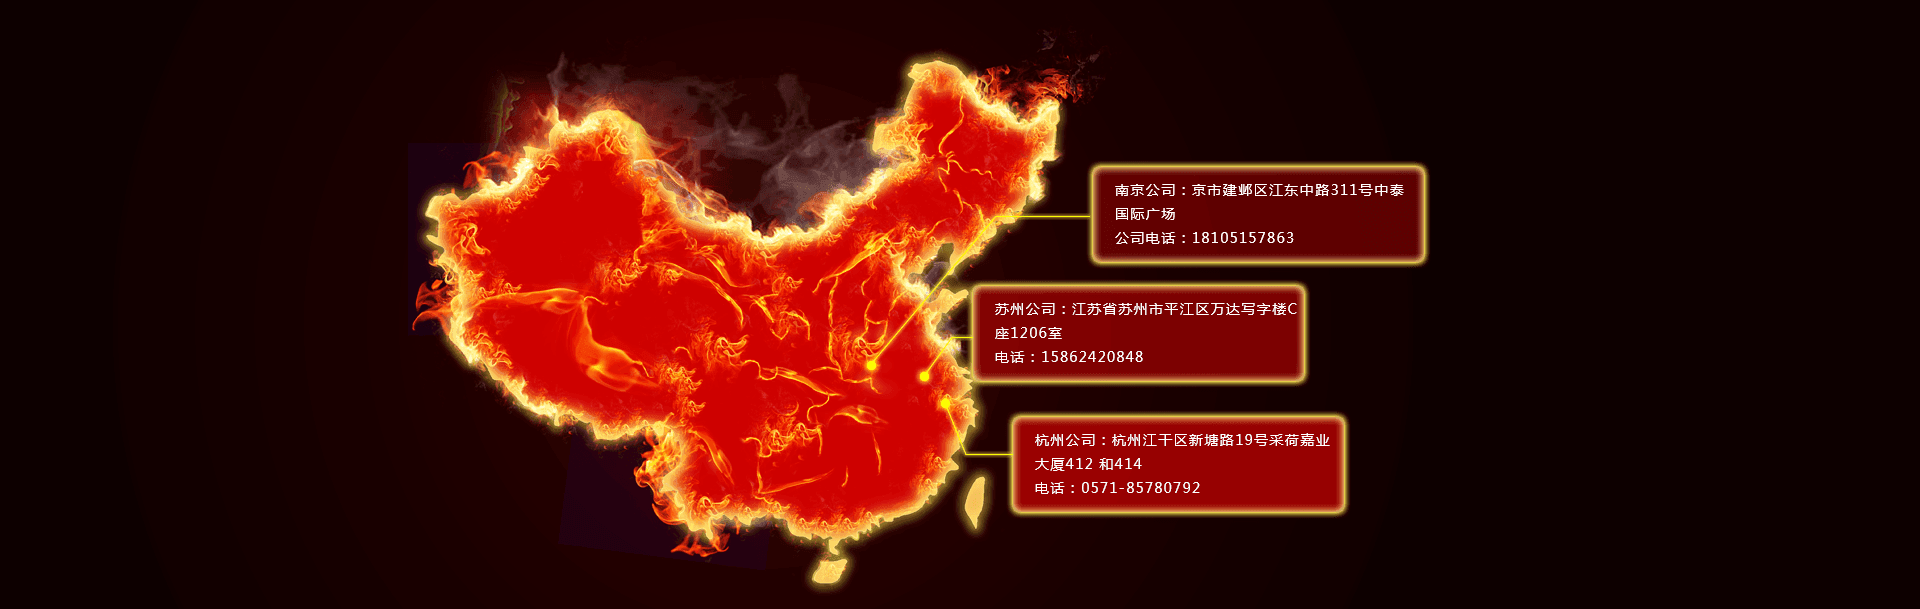 南京公司：京市建邺区江东中路311号中泰
国际广场
公司电话：18105157863
苏州公司：江苏省苏州市平江区万达写字楼C
座1206室
电话：15862420848
杭州公司：杭州江干区新塘路19号采荷嘉业
大厦412 和414
电话：0571-85780792